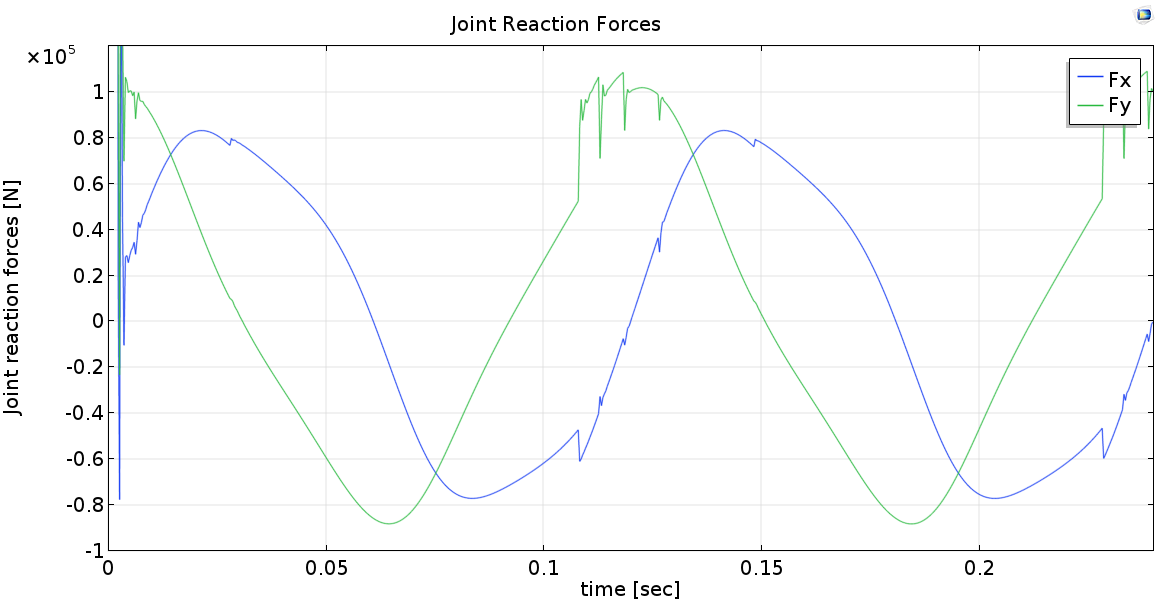 Joint Reaction Forces
×10⁵
Fx
Fy
1
0.8
0.6
0.4
0.2
0
-0.2
-0.4
-0.6
-0.8
-1
Joint reaction forces [N]
0 0.05 0.1 0.15 0.2
time [sec]